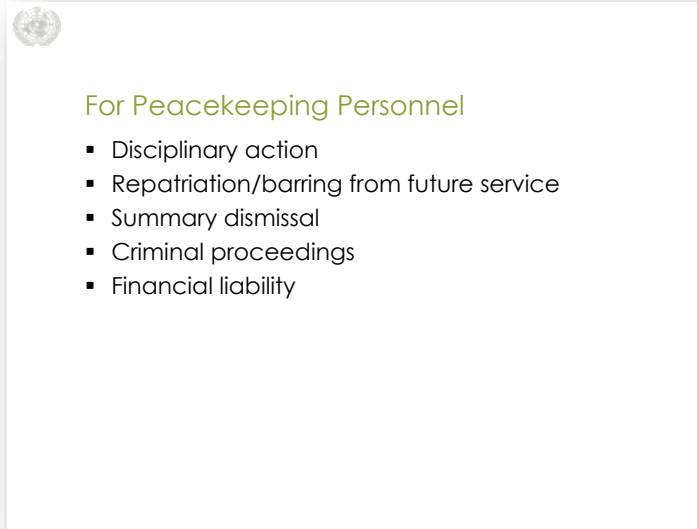 For Peacekeeping Personnel
▪ Disciplinary action
▪ Repatriation/barring from future service
▪ Summary dismissal
▪ Criminal proceedings
▪ Financial liability